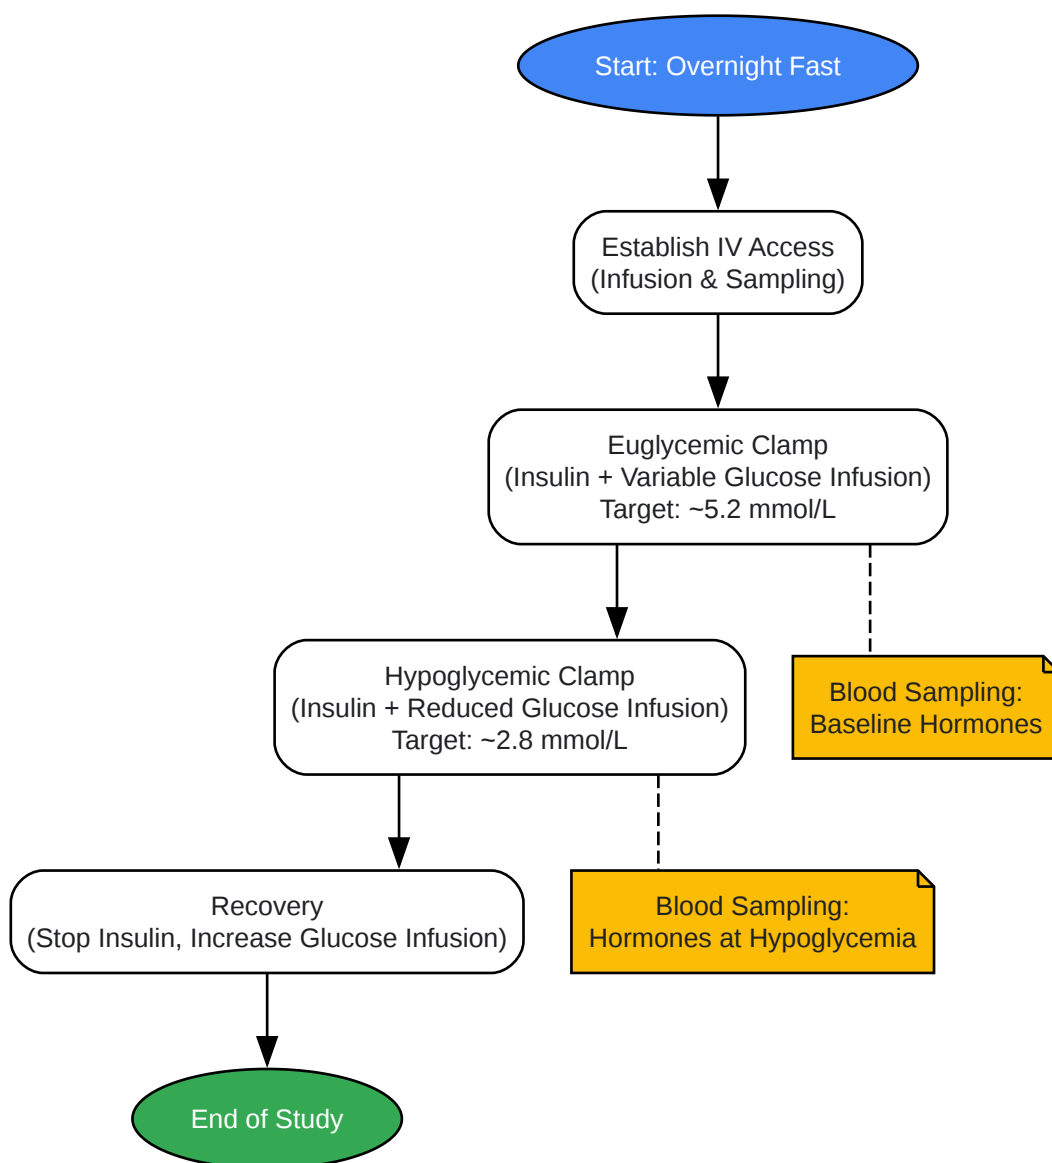 Start: Overnight Fast
Establish IV Access
(Infusion & Sampling)
Euglycemic Clamp
(Insulin + Variable Glucose Infusion)
Target: ~5.2 mmol/L
Hypoglycemic Clamp
(Insulin + Reduced Glucose Infusion)
Target: ~2.8 mmol/L
Blood Sampling:
Baseline Hormones
Recovery
(Stop Insulin, Increase Glucose Infusion)
Blood Sampling:
Hormones at Hypoglycemia
End of Study